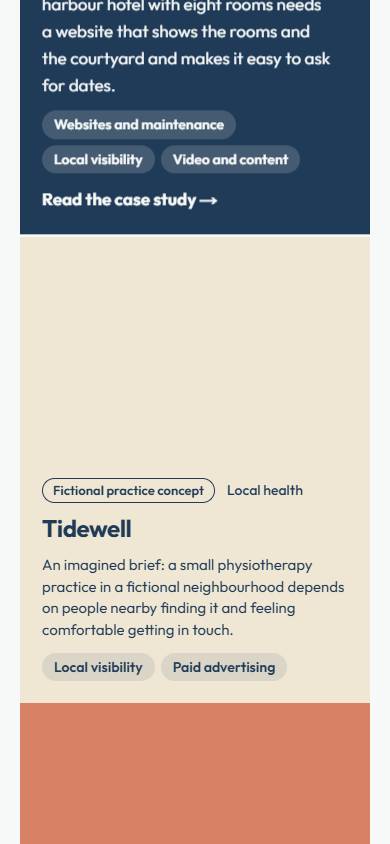 harbour hotel with eight rooms needs
a website that shows the rooms and
the courtyard and makes it easy to ask
for dates.
Websites and maintenance
Local visibility Video and content
Read the case study →
Fictional practice concept Local health
Tidewell
An imagined brief: a small physiotherapy
practice in a fictional neighbourhood depends
on people nearby finding it and feeling
comfortable getting in touch.
Local visibility Paid advertising